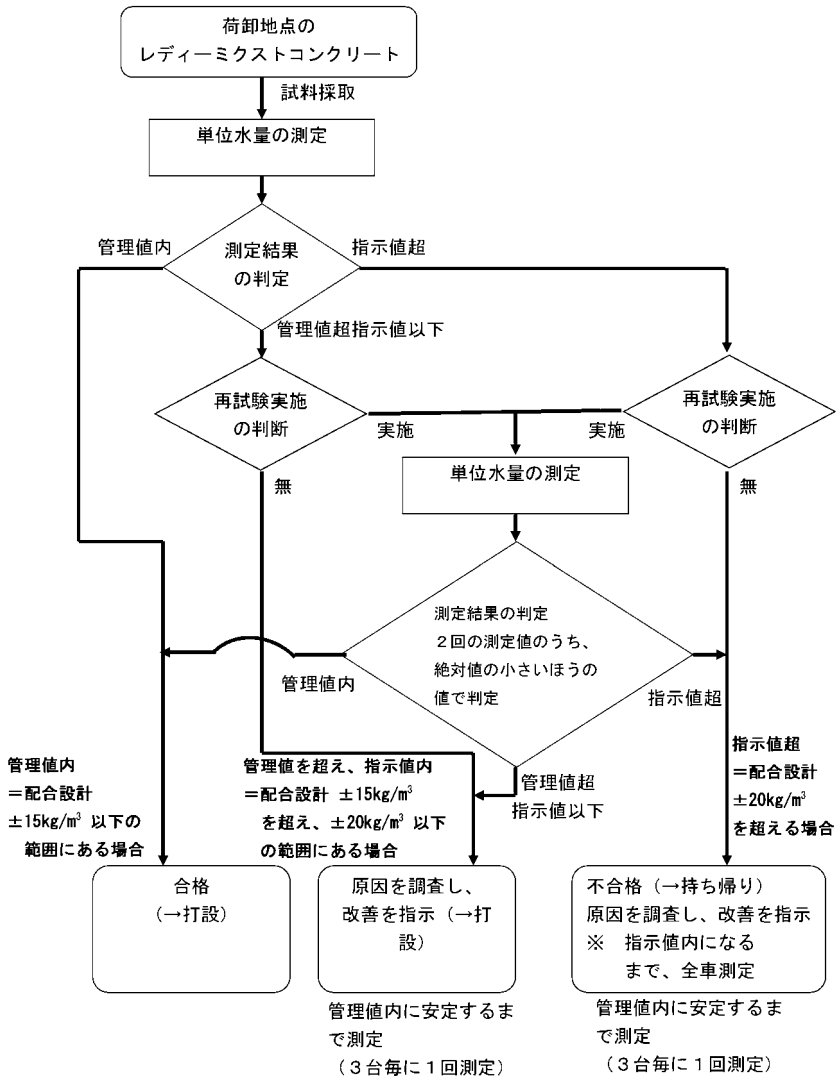 荷卸地点の
レディーミクストコンクリート
試料採取
単位水量の測定
管理値内
測定結果
の判定
指示値超
管理値超指示値以下
再試験実施
の判断
実施
実施
再試験実施
の判断
無
単位水量の測定
無
測定結果の判定
２回の測定値のうち、
絶対値の小さいほうの
値で判定
管理値内
指示値超
管理値内
＝配合設計
±15kg/m³ 以下の
範囲にある場合
管理値を超え、指示値内
＝配合設計 ±15kg/m³
を超え、±20kg/m³ 以下
の範囲にある場合
管理値超
指示値以下
指示値超
＝配合設計
±20kg/m³
を超える場合
合格
（→打設）
原因を調査し、
改善を指示（→打
設）
不合格（→持ち帰り）
原因を調査し、改善を指示
※　指示値内になる
まで、全車測定
管理値内に安定するま
で測定
（３台毎に１回測定）
管理値内に安定するま
で測定
（３台毎に１回測定）